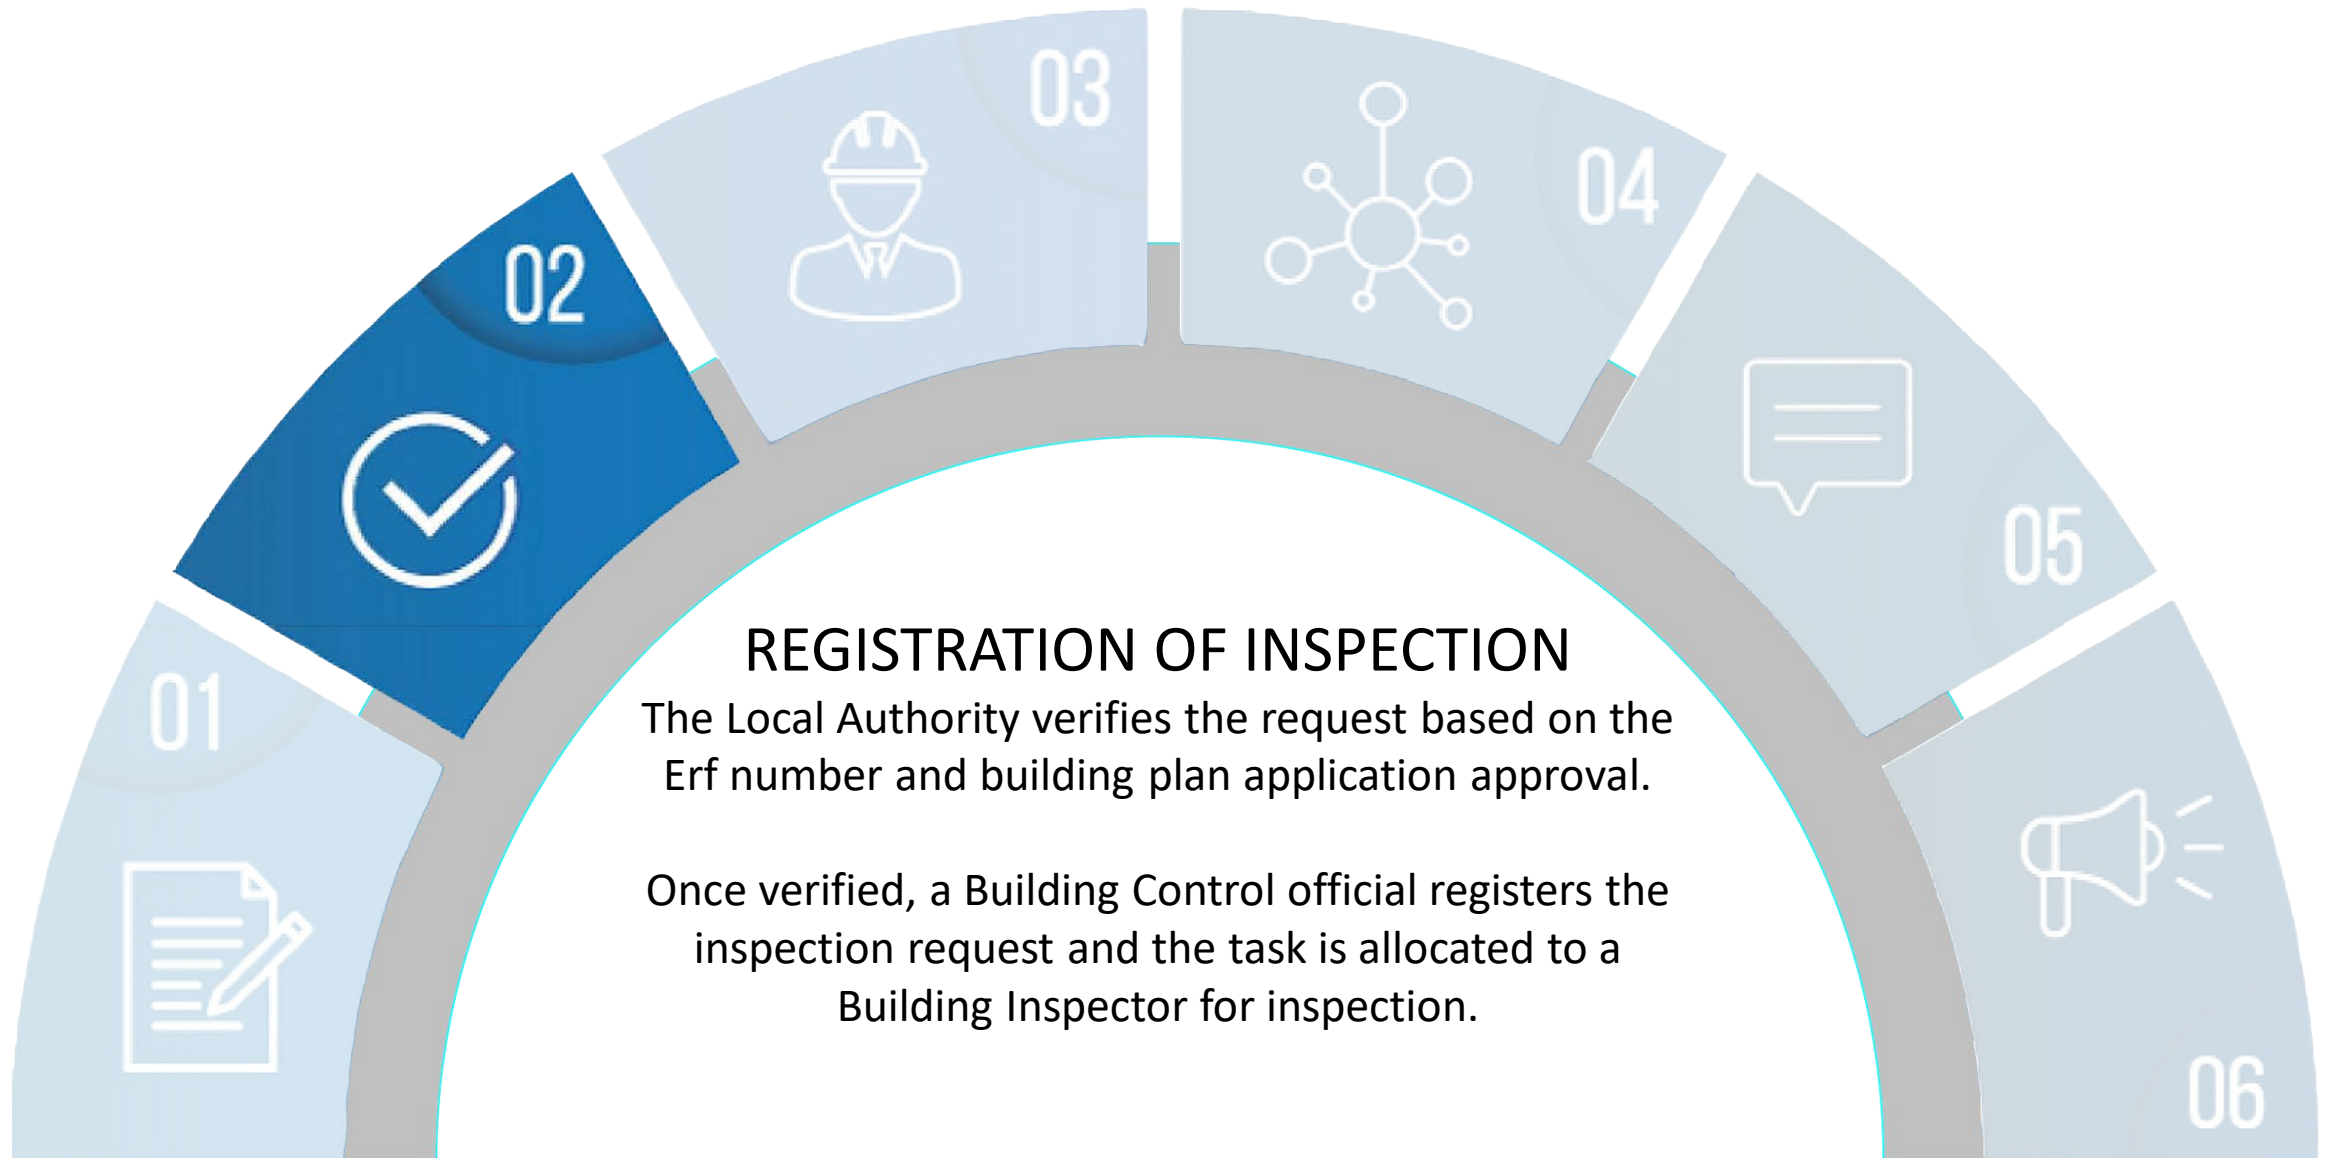 01
02
03
04
05
06
REGISTRATION OF INSPECTION
The Local Authority verifies the request based on the
Erf number and building plan application approval.
Once verified, a Building Control official registers the
inspection request and the task is allocated to a
Building Inspector for inspection.